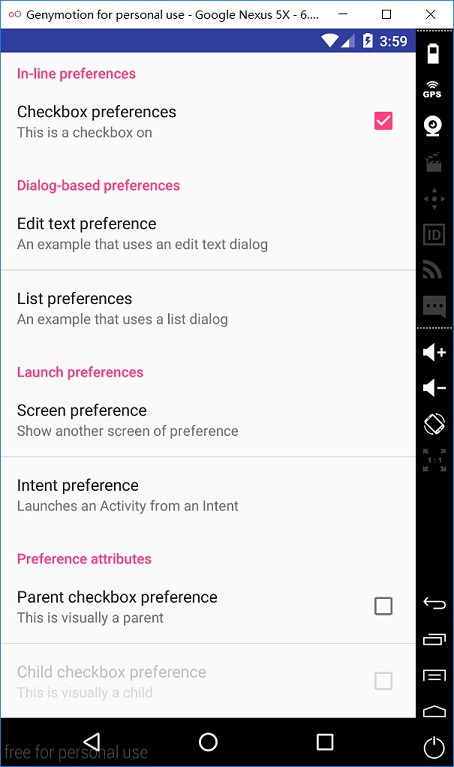 Genymotion for personal use - Google Nexus 5X - 6....
3:59
GPS
In-line preferences
Checkbox preferences
This is a checkbox on
Dialog-based preferences
Edit text preference
An example that uses an edit text dialog
ID
List preferences
An example that uses a list dialog
Launch preferences
Screen preference
Show another screen of preference
1:1
Intent preference
Launches an Activity from an Intent
Preference attributes
Parent checkbox preference
This is visually a parent
Child checkbox preference
This is visually a child
free for personal use